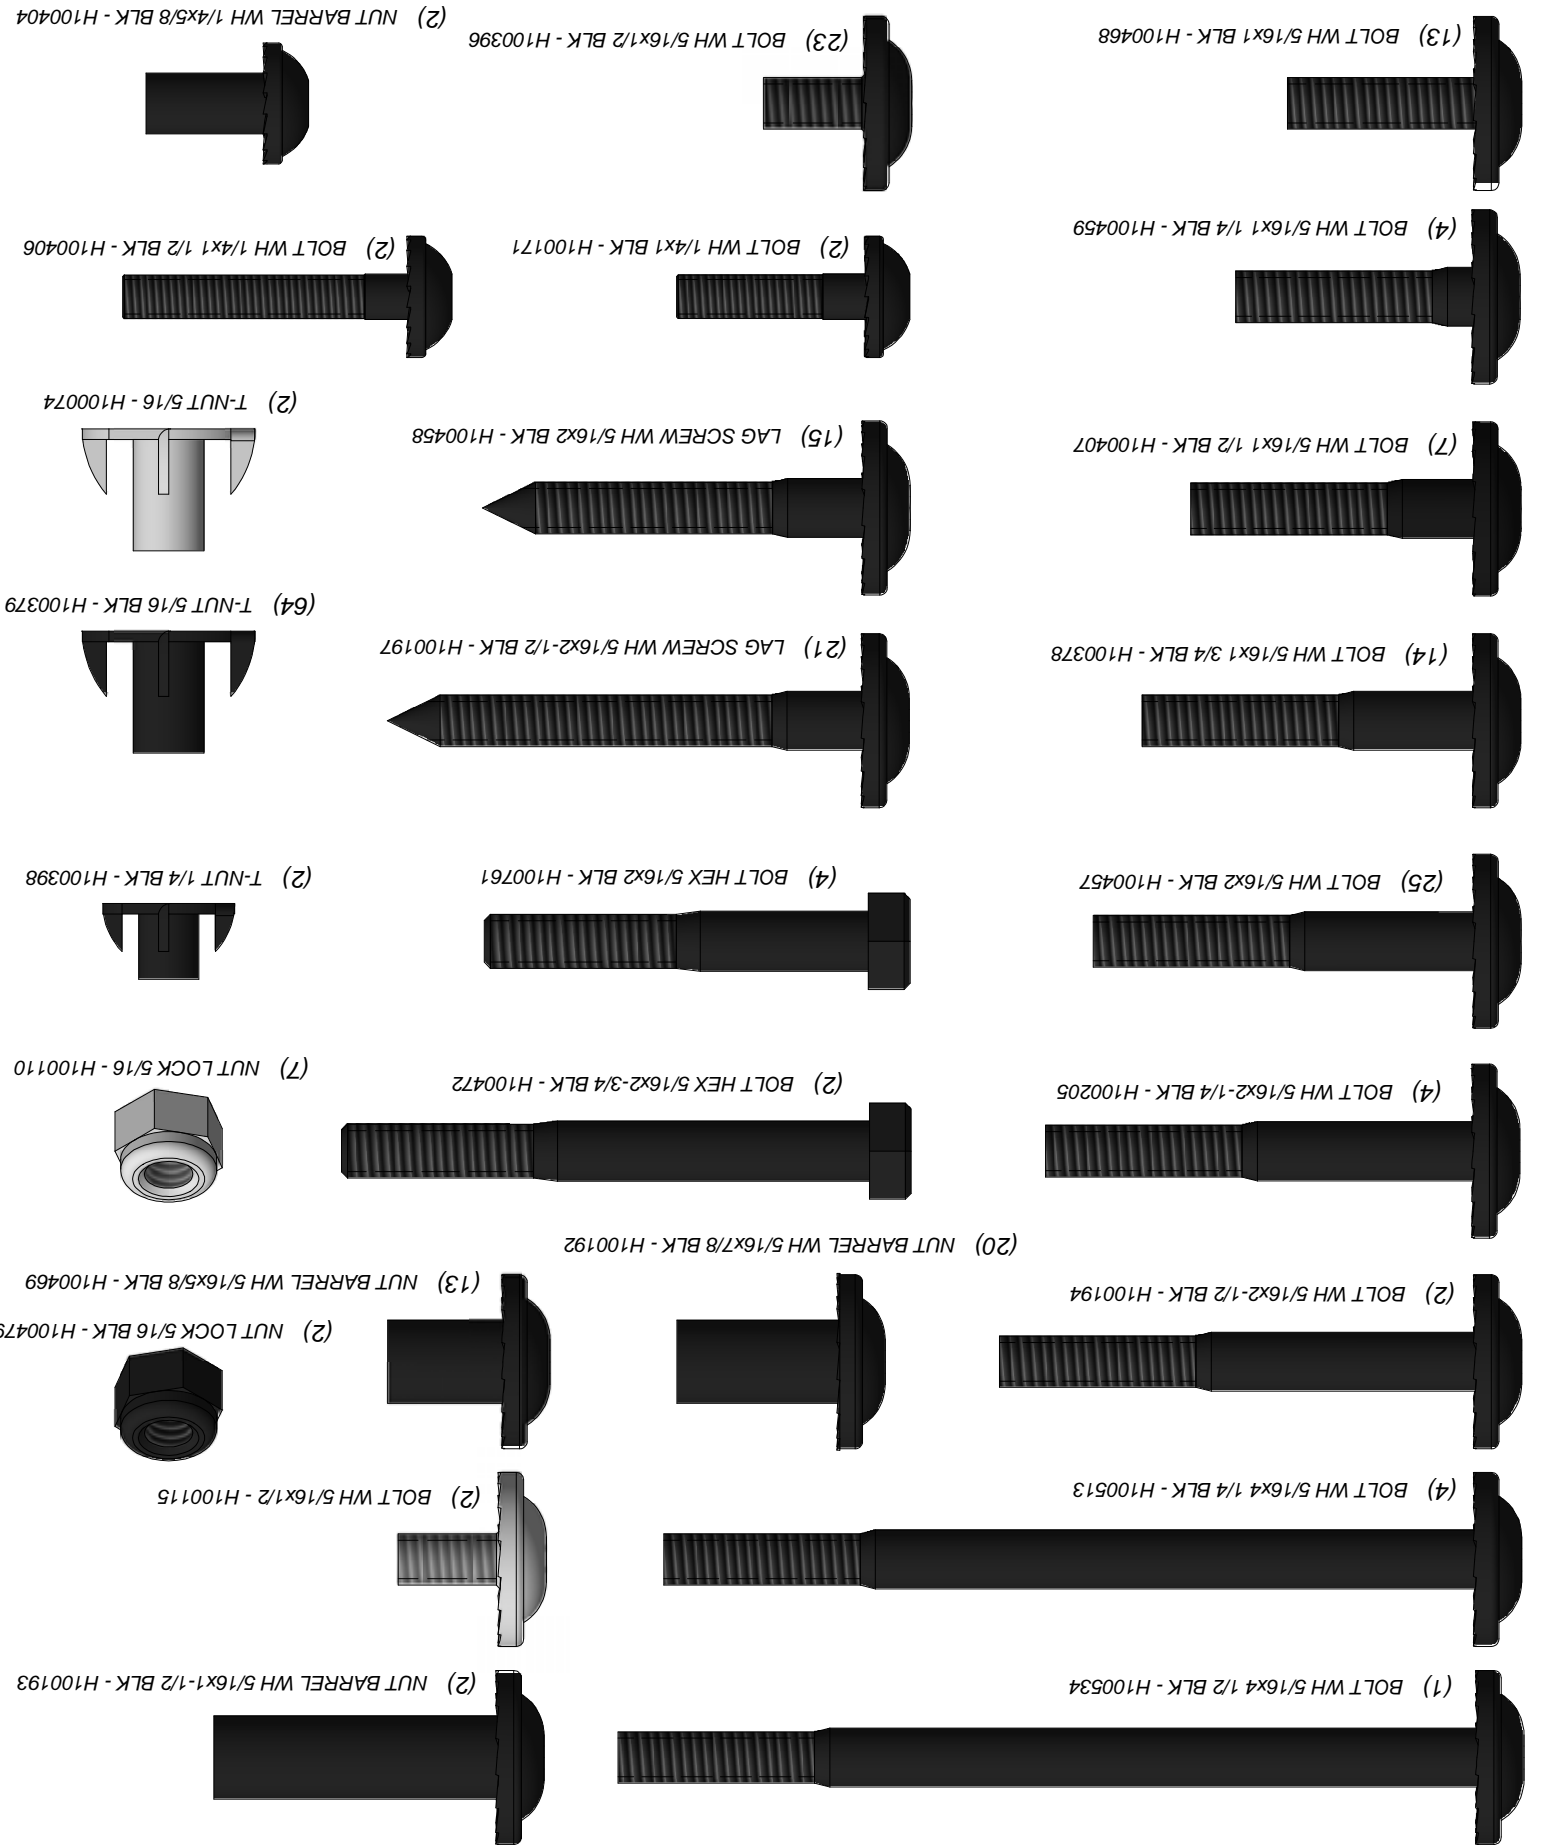 (1) BOLT WH 5/16x4 1/2 BLK - H100534
(2) NUT BARREL WH 5/16x1-1/2 BLK - H100193
(4) BOLT WH 5/16x4 1/4 BLK - H100513
(2) BOLT WH 5/16x1/2 - H100115
(2) BOLT WH 5/16x2-1/2 BLK - H100194
(20) NUT BARREL WH 5/16x7/8 BLK - H100192
(13) NUT BARREL WH 5/16x5/8 BLK - H100469
(2) NUT LOCK 5/16 BLK - H100479
(4) BOLT WH 5/16x2-1/4 BLK - H100205
(2) BOLT HEX 5/16x2-3/4 BLK - H100472
(7) NUT LOCK 5/16 - H100110
(25) BOLT WH 5/16x2 BLK - H100457
(4) BOLT HEX 5/16x2 BLK - H100761
(2) T-NUT 1/4 BLK - H100398
(14) BOLT WH 5/16x1 3/4 BLK - H100378
(21) LAG SCREW WH 5/16x2-1/2 BLK - H100197
(64) T-NUT 5/16 BLK - H100379
(7) BOLT WH 5/16x1 1/2 BLK - H100407
(15) LAG SCREW WH 5/16x2 BLK - H100458
(2) T-NUT 5/16 - H100074
(4) BOLT WH 5/16x1 1/4 BLK - H100459
(2) BOLT WH 1/4x1 BLK - H100171
(2) BOLT WH 1/4x1 1/2 BLK - H100406
(13) BOLT WH 5/16x1 BLK - H100468
(23) BOLT WH 5/16x1/2 BLK - H100396
(2) NUT BARREL WH 1/4x5/8 BLK - H100404